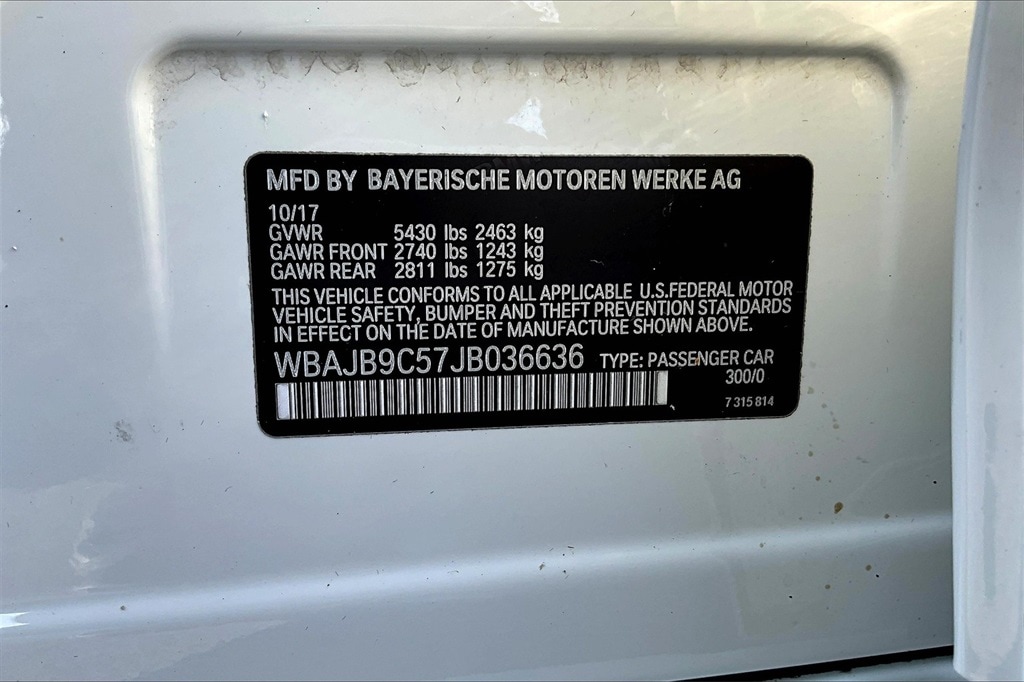 MFD BY BAYERISCHE MOTOREN WERKE AG
10/17
GVWR 5430 lbs 2463 kg
GAWR FRONT 2740 lbs 1243 kg
GAWR REAR 2811 lbs 1275 kg
THIS VEHICLE CONFORMS TO ALL APPLICABLE U.S.FEDERAL MOTOR
VEHICLE SAFETY, BUMPER AND THEFT PREVENTION STANDARDS
IN EFFECT ON THE DATE OF MANUFACTURE SHOWN ABOVE.
WBAJB9C57JB036636 TYPE: PASSENGER CAR
300/0
7 315 814